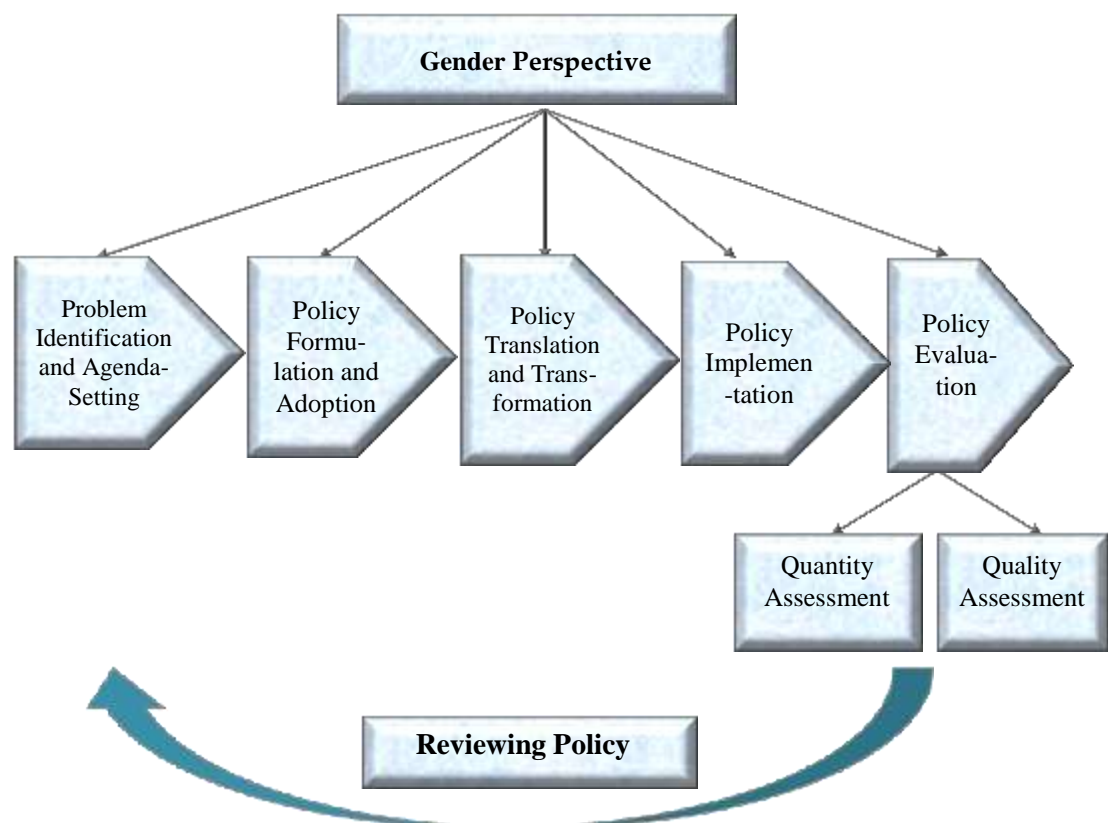 Gender Perspective
Problem
Identification
and Agenda-
Setting
Policy
Formu-
lation and
Adoption
Policy
Translation
and Trans-
formation
Policy
Implemen
-tation
Policy
Evalua-
tion
Quantity
Assessment
Quality
Assessment
Reviewing Policy